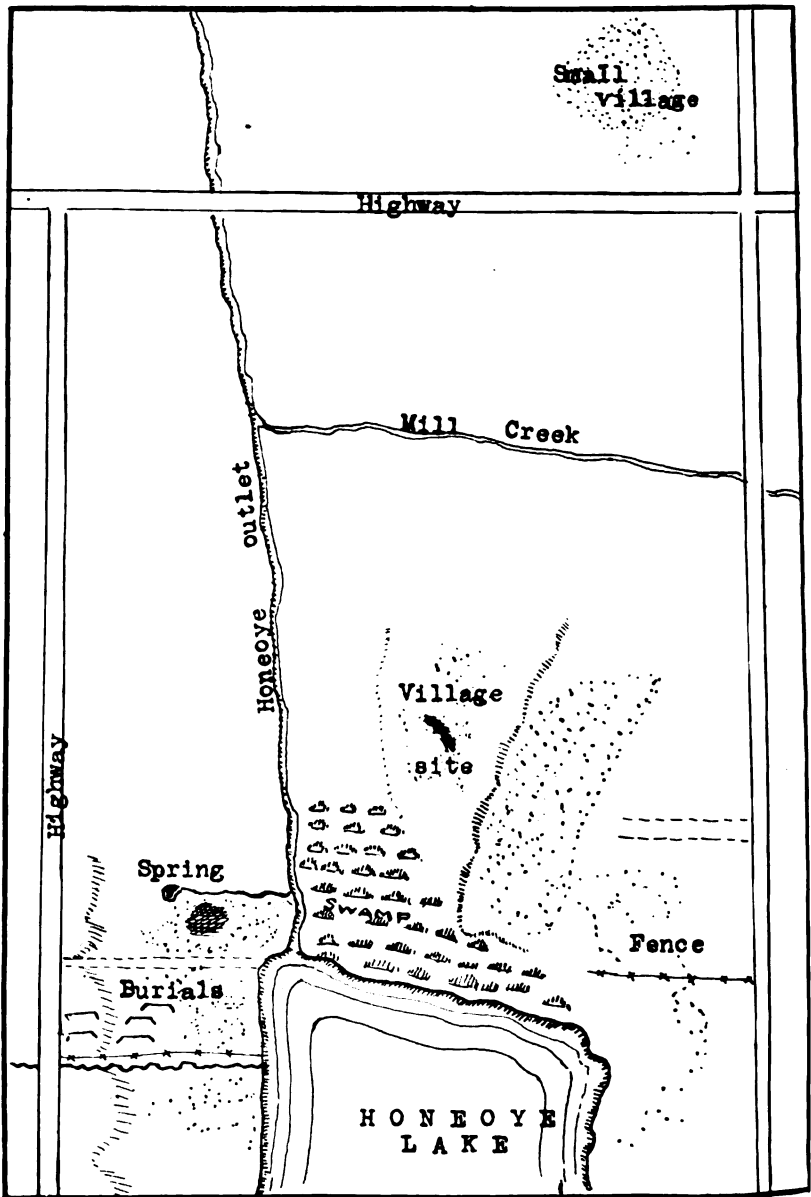 Small
village
Highway
Mill Creek
Honeoye outlet
Village
site
Highway
Spring
SWAMP
Fence
Burials
HONEOYE
LAKE